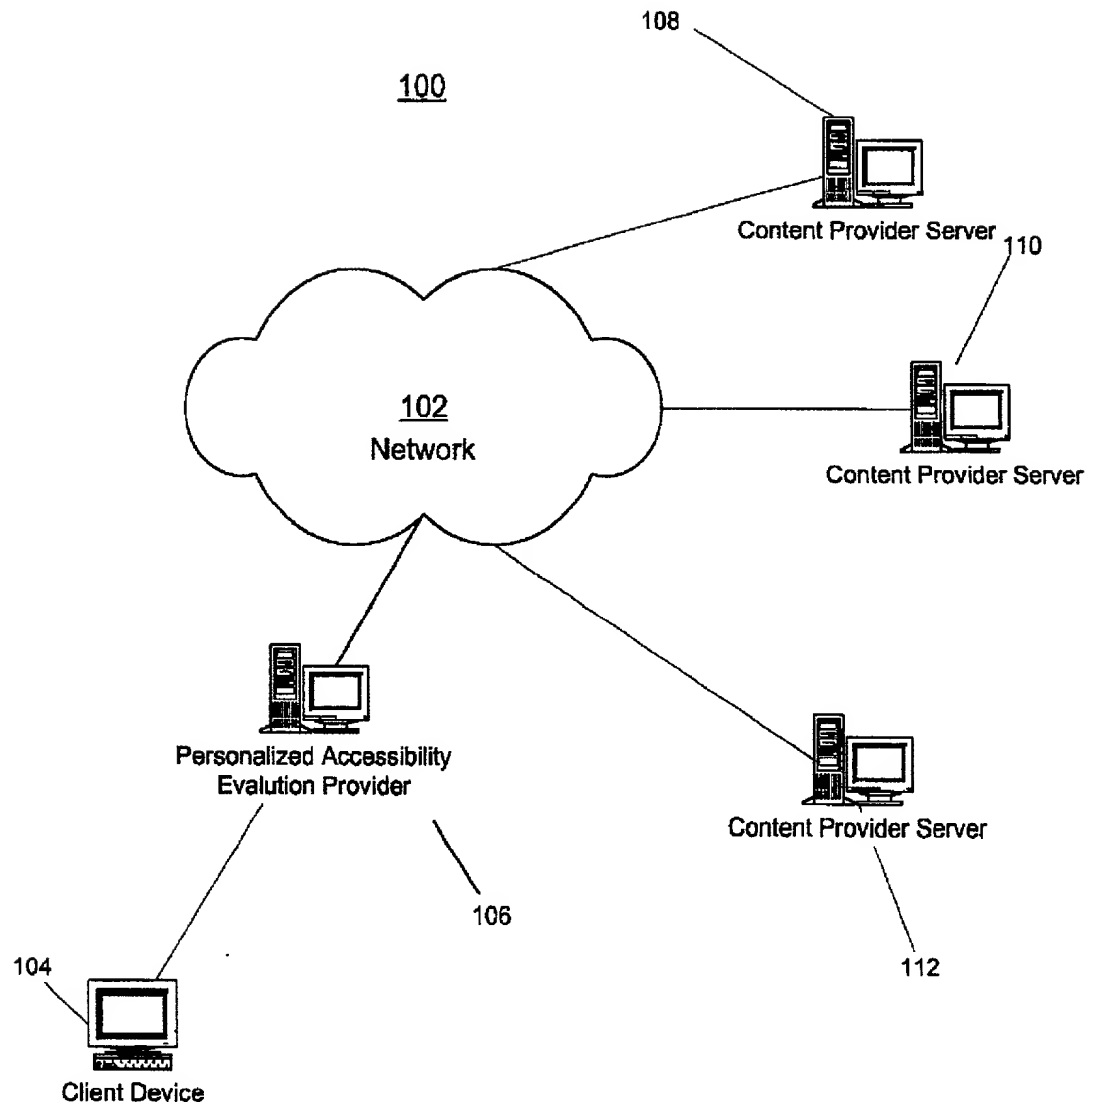 108
100
Content Provider Server
110
102
Network
Content Provider Server
Personalized Accessibility
Evalution Provider
Content Provider Server
106
104
112
Client Device